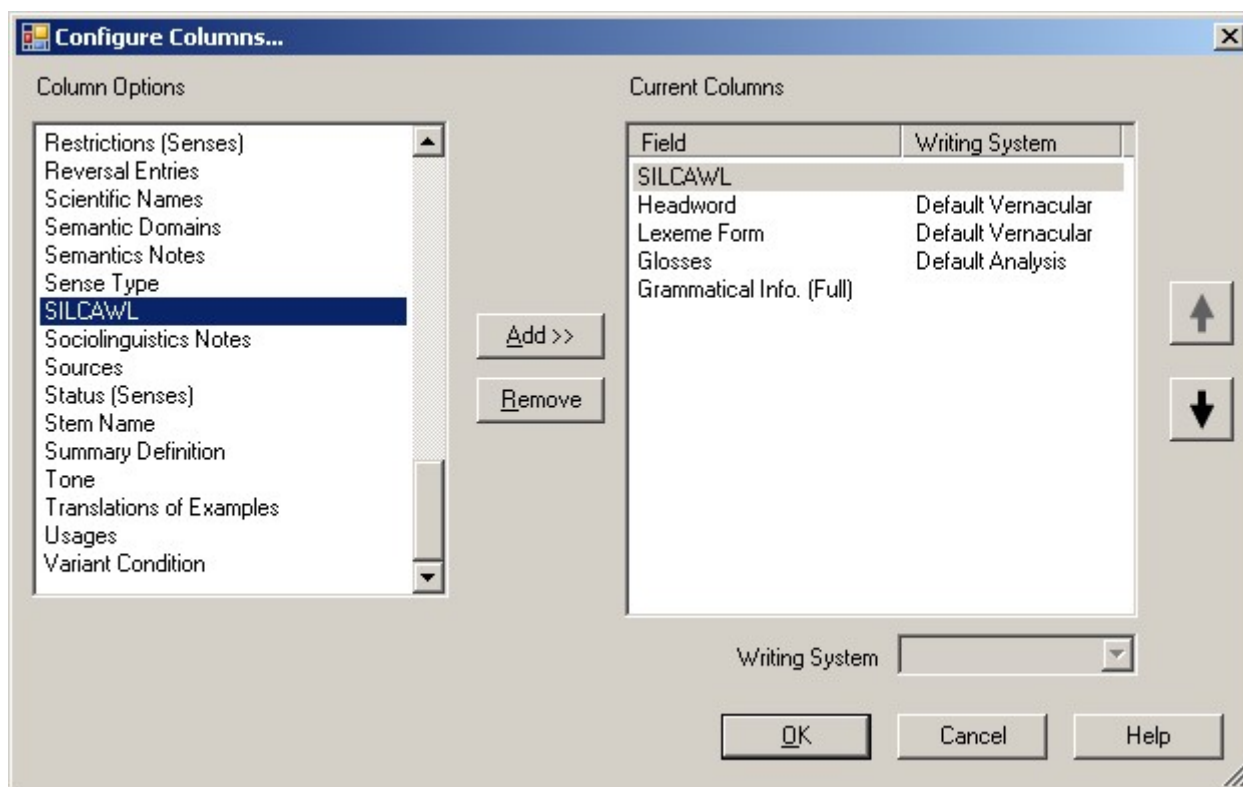 Configure Columns...
Column Options
Restrictions (Senses)
Reversal Entries
Scientific Names
Semantic Domains
Semantics Notes
Sense Type
SILCAWL
Sociolinguistics Notes
Sources
Status (Senses)
Stem Name
Summary Definition
Tone
Translations of Examples
Usages
Variant Condition
Add >>
Remove
Current Columns
Field Writing System
SILCAWL
Headword Default Vernacular
Lexeme Form Default Vernacular
Glosses Default Analysis
Grammatical Info. (Full)
Writing System
OK Cancel Help